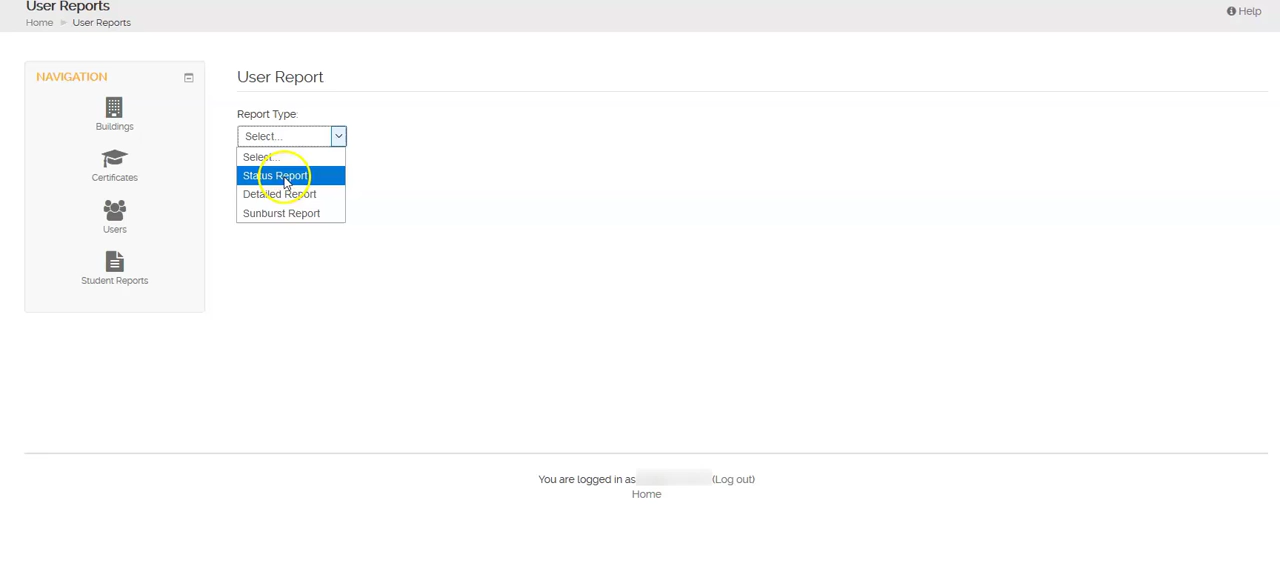 User Reports
Home
User Reports
Help
NAVIGATION
Buildings
Certificates
Users
Student Reports
User Report
Report Type:
Select...
Select...
Status Report
Detailed Report
Sunburst Report
You are logged in as (Log out)
Home